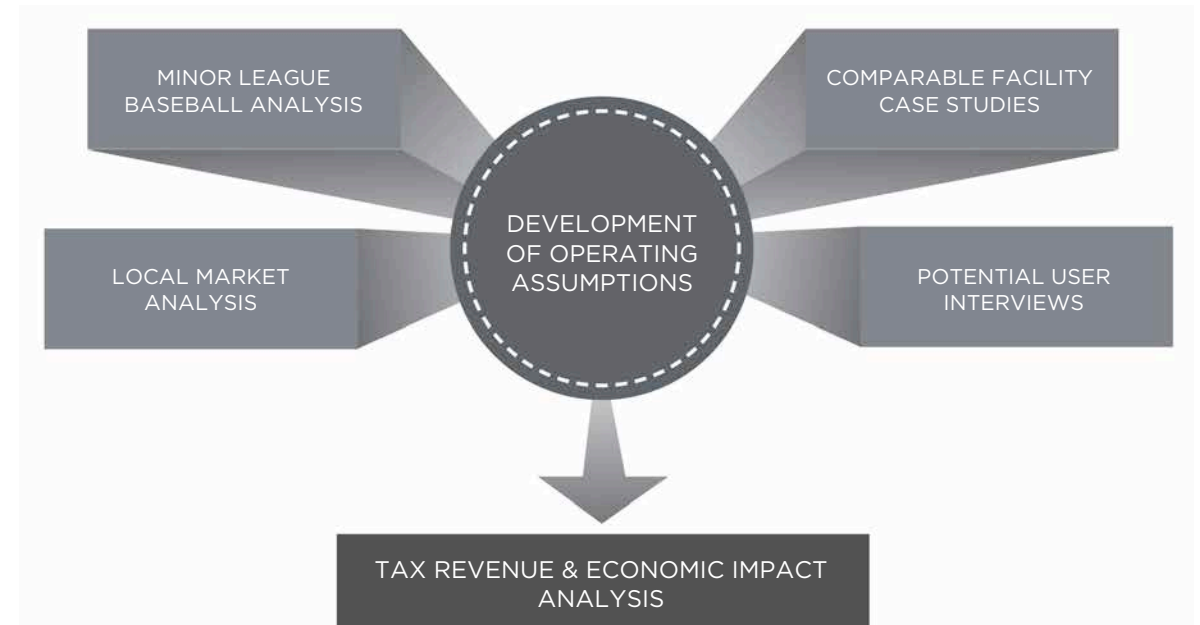 MINOR LEAGUE
BASEBALL ANALYSIS
COMPARABLE FACILITY
CASE STUDIES
DEVELOPMENT
OF OPERATING
ASSUMPTIONS
LOCAL MARKET
ANALYSIS
POTENTIAL USER
INTERVIEWS
TAX REVENUE & ECONOMIC IMPACT
ANALYSIS